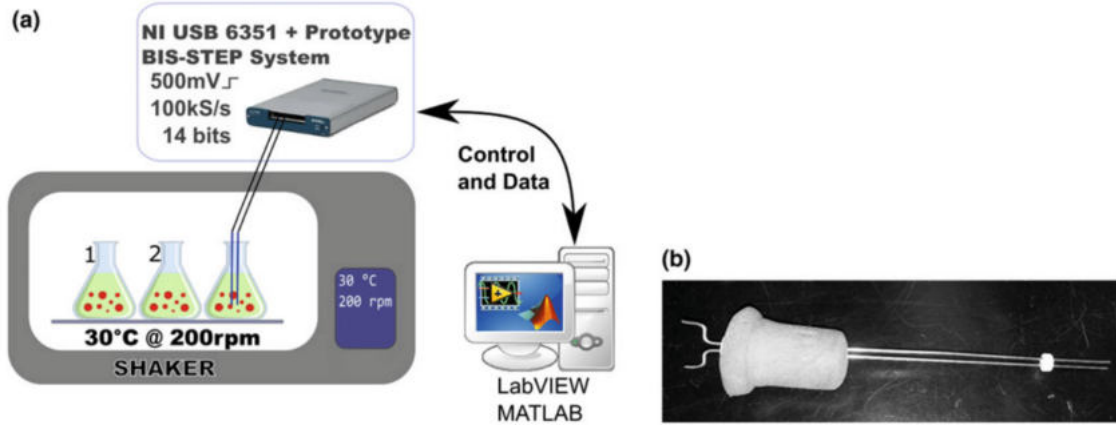 (a)
NI USB 6351 + Prototype
BIS-STEP System
500mV
100kS/s
14 bits
Control
and Data
1
2
30 °C
200 rpm
30°C @ 200rpm
SHAKER
LabVIEW
MATLAB
(b)